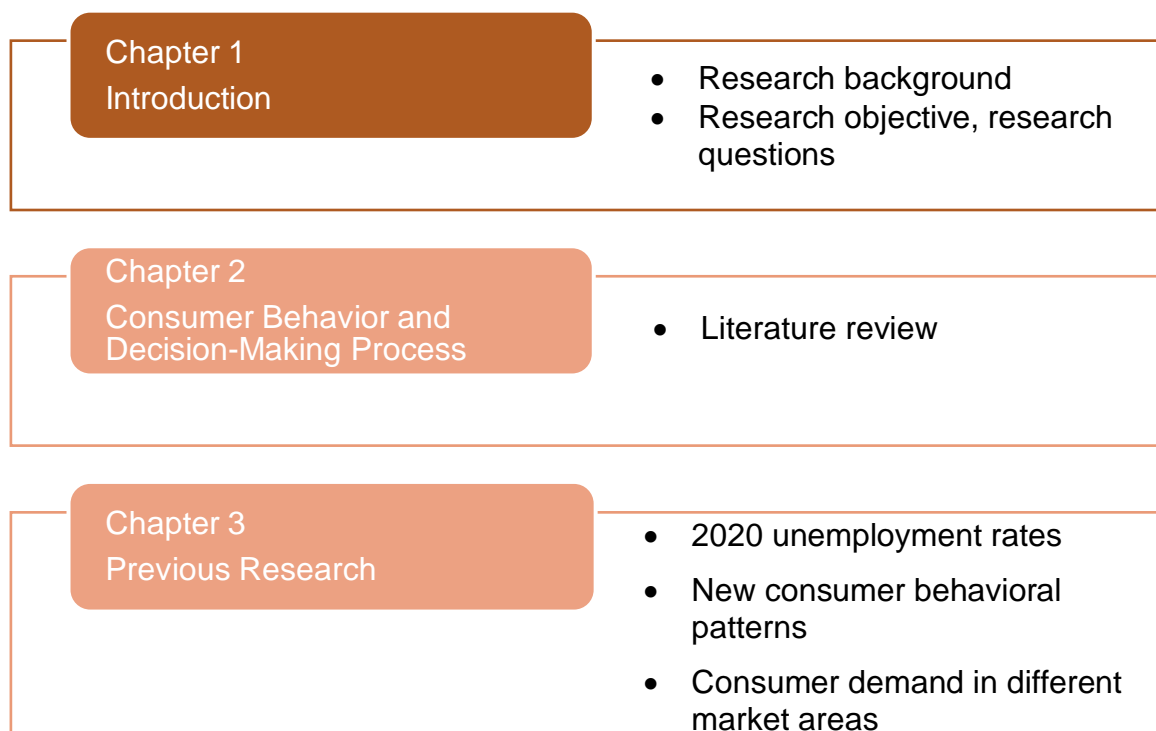 Chapter 1
Introduction
• Research background
• Research objective, research
questions
Chapter 2
Consumer Behavior and
Decision-Making Process
• Literature review
Chapter 3
Previous Research
• 2020 unemployment rates
• New consumer behavioral
patterns
• Consumer demand in different
market areas